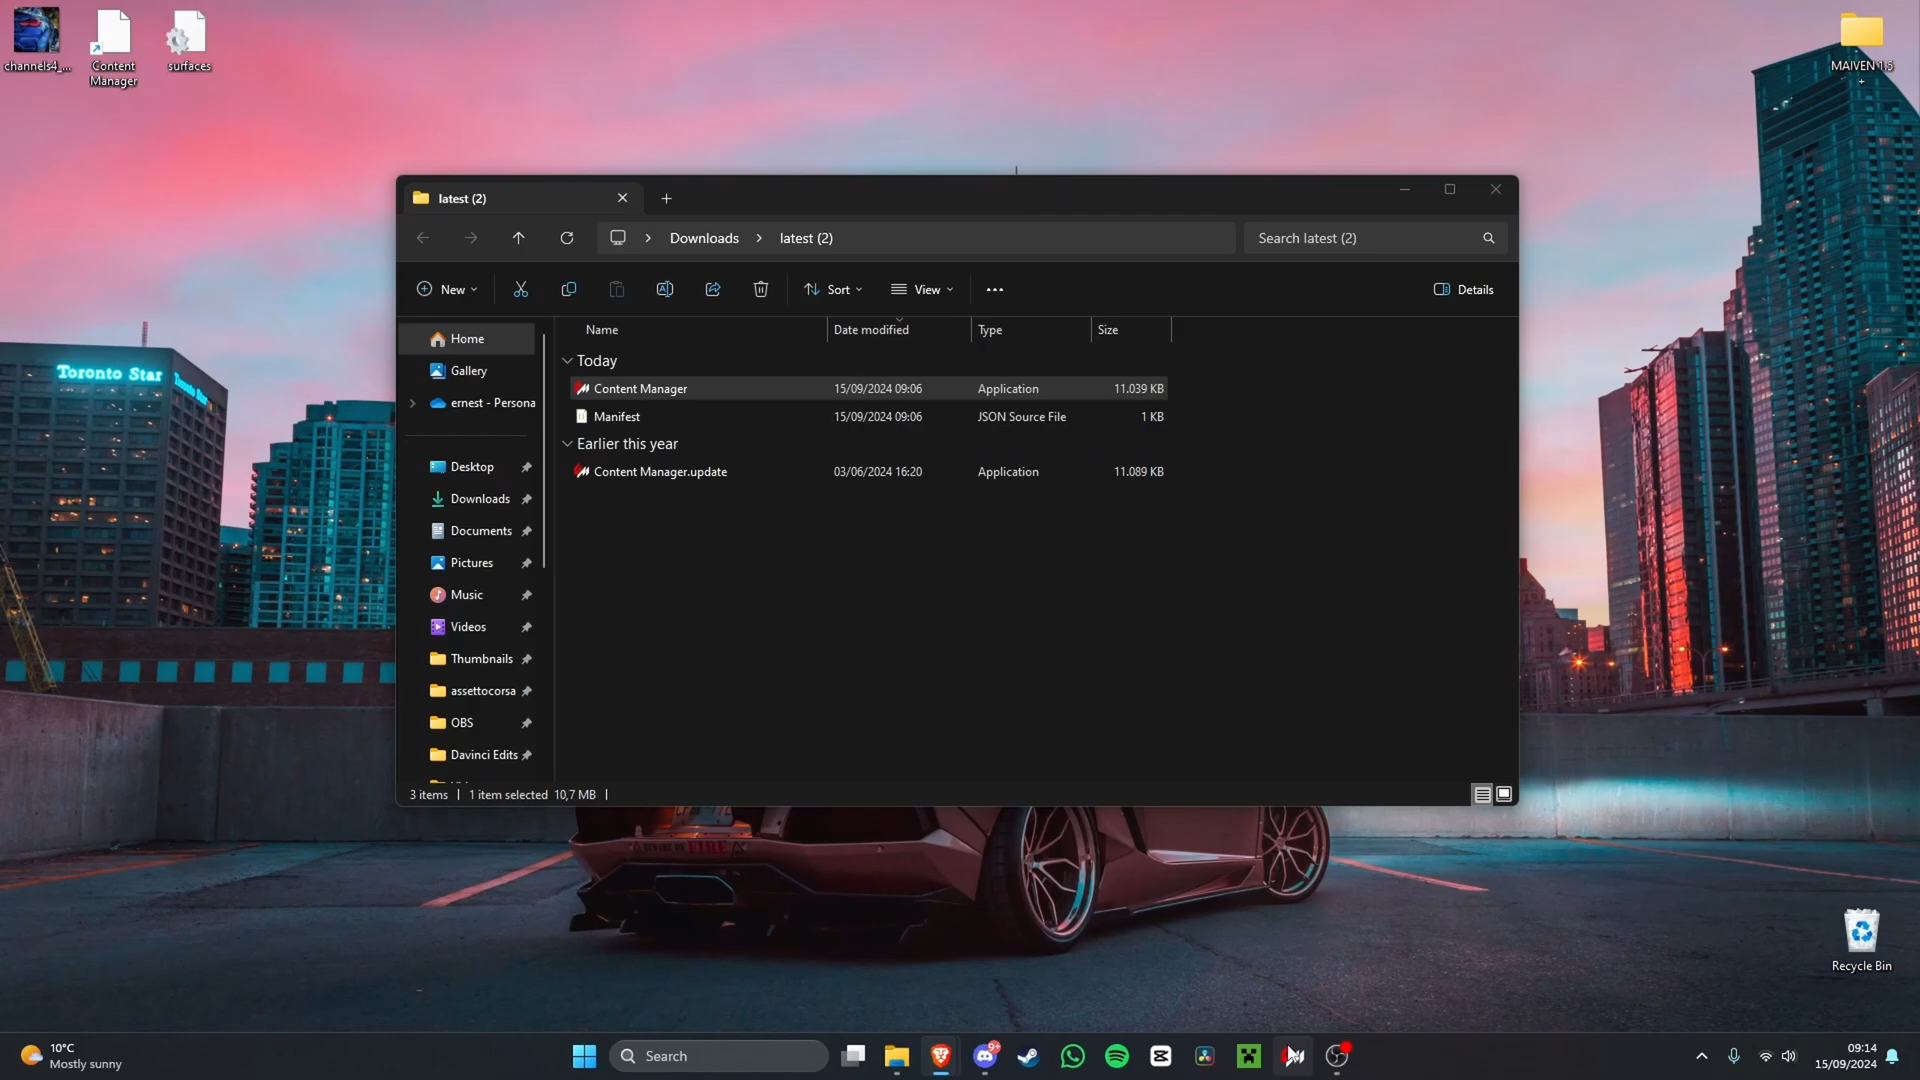 channels4_...
Content
Manager
surfaces
MAIVEN 1.5
+
Toronto Star
Toronto Star
latest (2)
Downloads
latest (2)
Search latest (2)
New
Sort
View
Details
Name
Date modified
Type
Size
Home
Gallery
ernest - Persona
Desktop
Downloads
Documents
Pictures
Music
Videos
Thumbnails
assettocorsa
OBS
Davinci Edits
Today
Content Manager 15/09/2024 09:06 Application 11.039 KB
Manifest 15/09/2024 09:06 JSON Source File 1 KB
Earlier this year
Content Manager.update 03/06/2024 16:20 Application 11.089 KB
3 items
1 item selected 10,7 MB
FIRE
Recycle Bin
10°C
Mostly sunny
Search
9+
09:14
15/09/2024